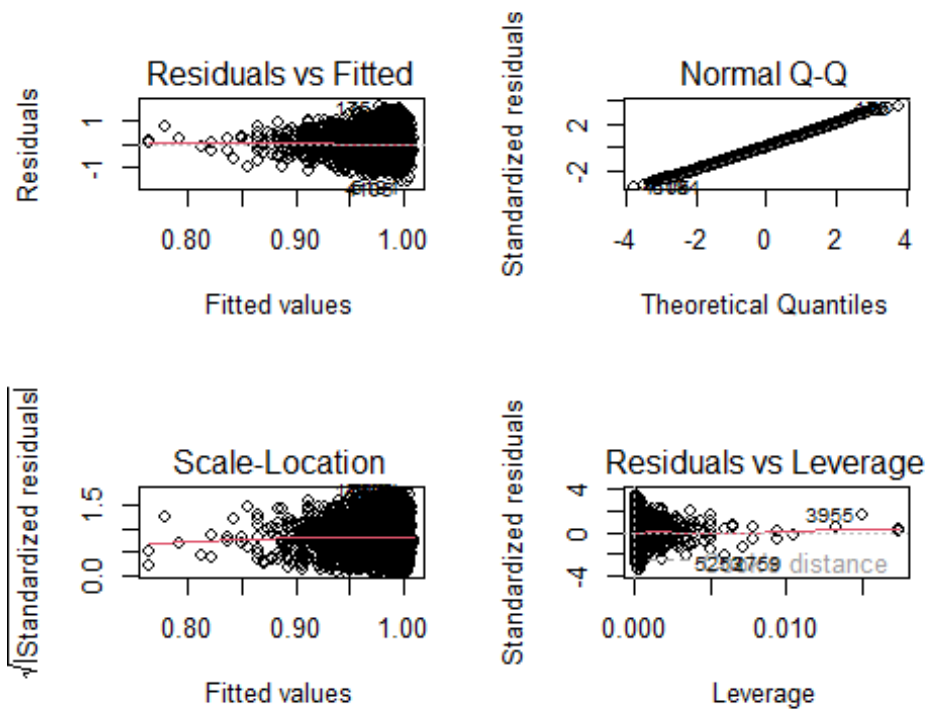 Residuals vs Fitted
Residuals
1
-1
0.80 0.90 1.00
Fitted values
Normal Q-Q
Standardized residuals
2
-2
-4 -2 0 2 4
Theoretical Quantiles
Scale-Location
√|Standardized residuals|
1.5
0.0
0.80 0.90 1.00
Fitted values
Residuals vs Leverage
Standardized residuals
4
0
-4
3955
distance
0.000 0.010
Leverage